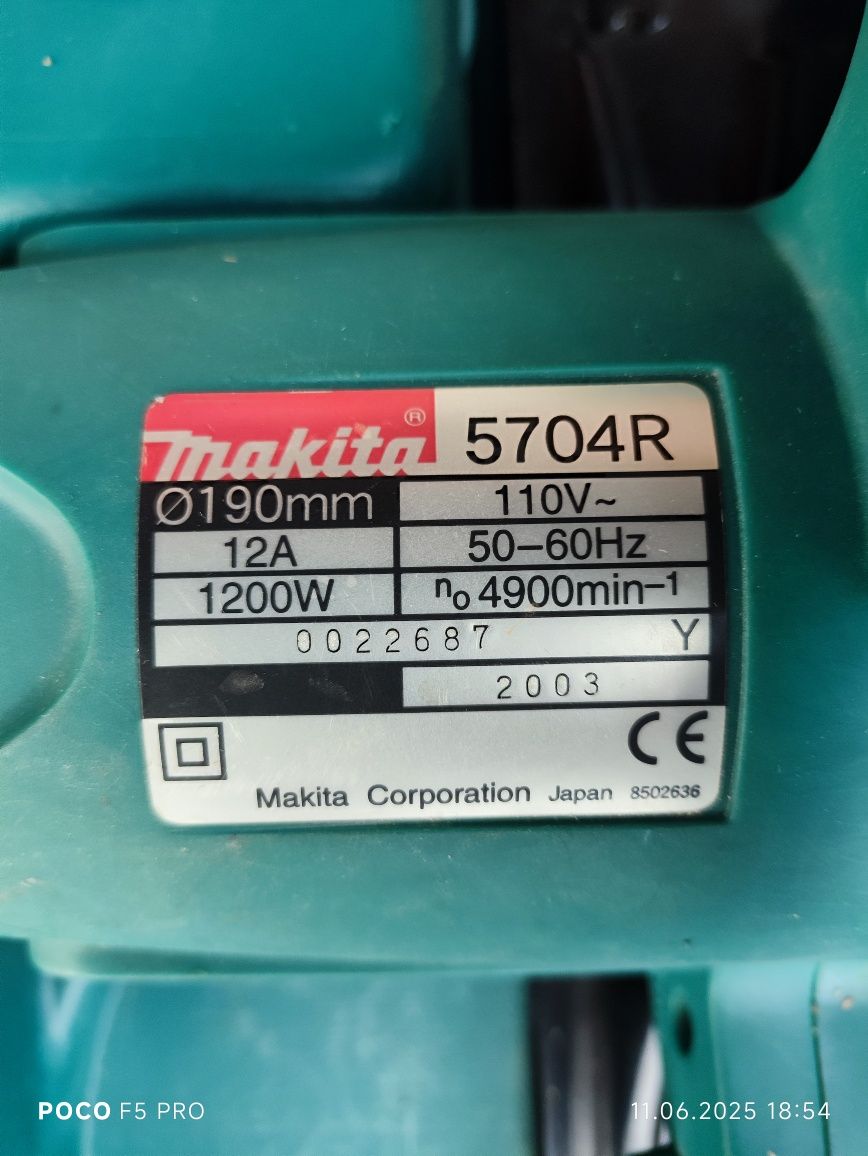 makita® 5704R
Ø190mm 110V~
12A 50–60Hz
1200W n₀ 4900min⁻¹
0022687 Y
2003
CE
Makita Corporation Japan 8502636
POCO F5 PRO 11.06.2025 18:54